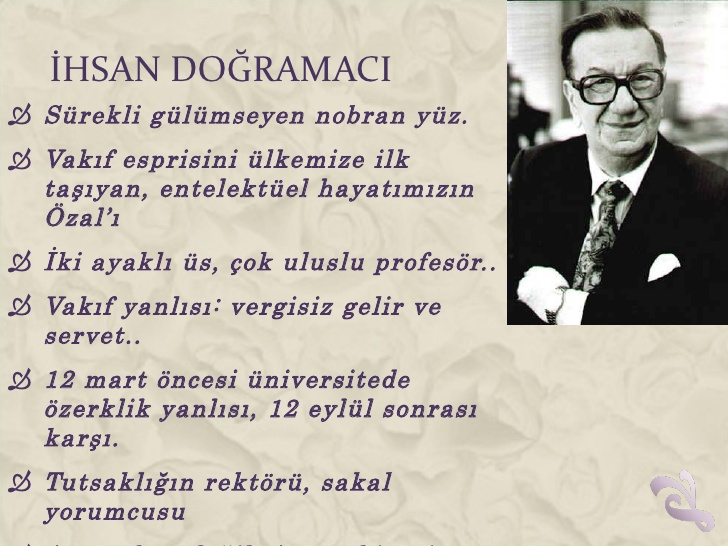 İHSAN DOĞRAMACI
Sürekli gülümseyen nobran yüz.
Vakıf esprisini ülkemize ilk
taşıyan, entelektüel hayatımızın
Özal’ı
İki ayaklı üs, çok uluslu profesör..
Vakıf yanlısı: vergisiz gelir ve
servet..
12 mart öncesi üniversitede
özerklik yanlısı, 12 eylül sonrası
karşı.
Tutsaklığın rektörü, sakal
yorumcusu